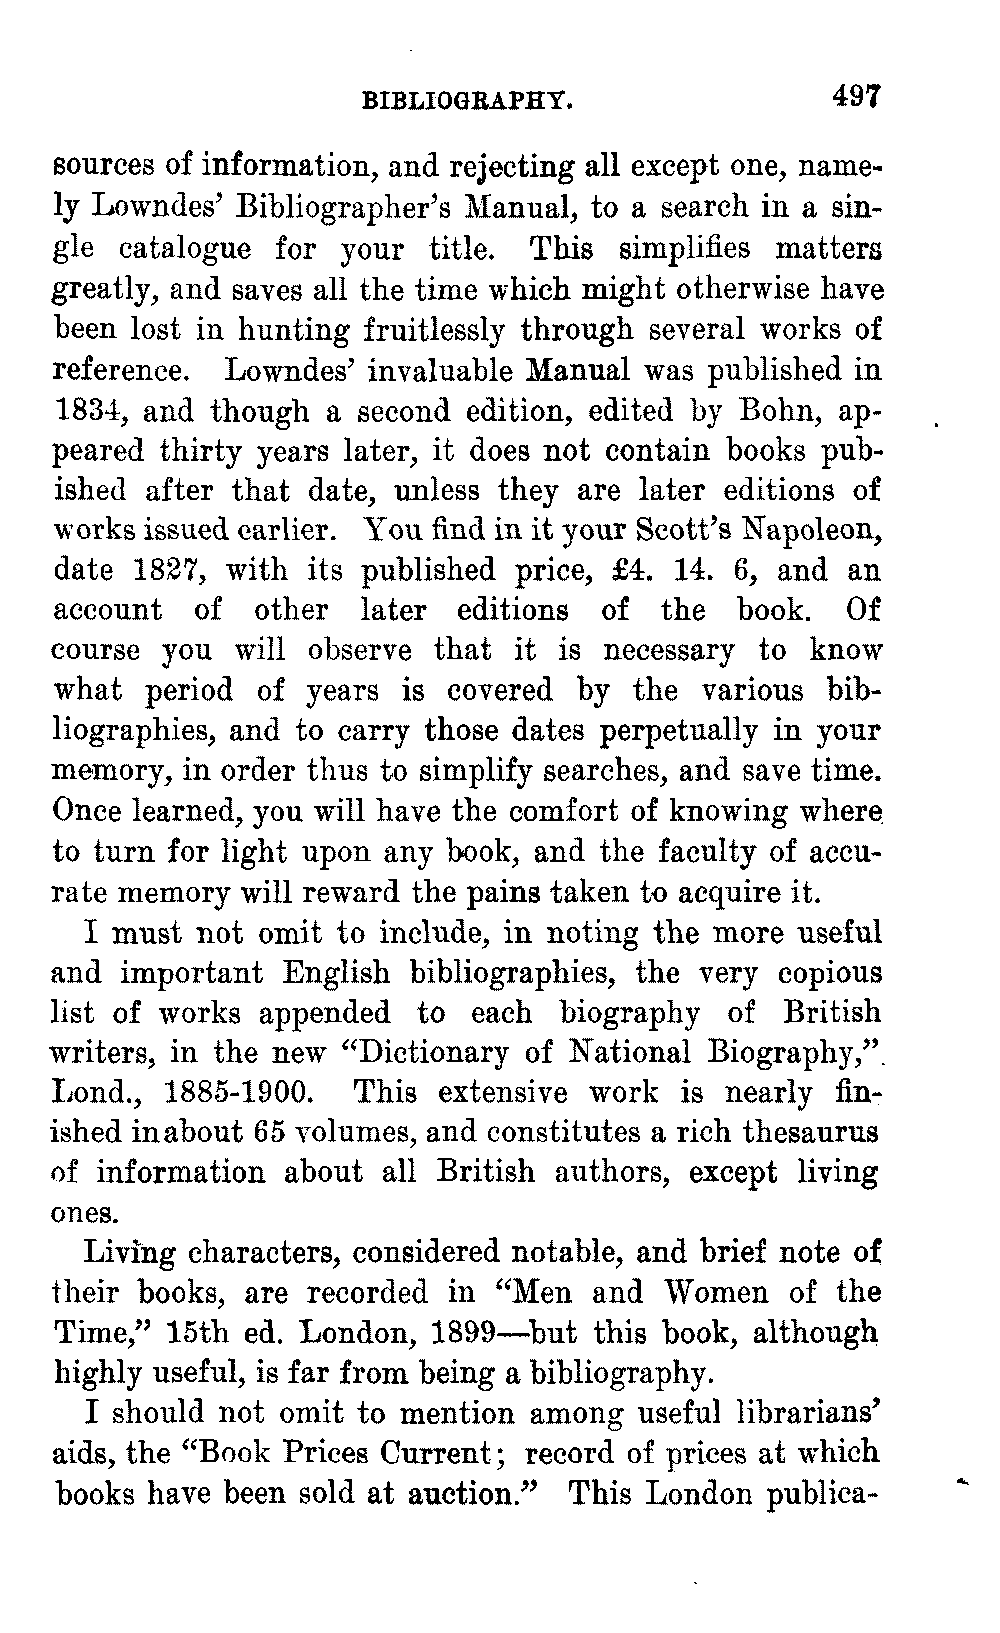 BIBLIOGRAPHY. 497
sources of information, and rejecting all except one, name-
ly Lowndes' Bibliographer's Manual, to a search in a sin-
gle catalogue for your title. This simplifies matters
greatly, and saves all the time which might otherwise have
been lost in hunting fruitlessly through several works of
reference. Lowndes' invaluable Manual was published in
1834, and though a second edition, edited by Bohn, ap-
peared thirty years later, it does not contain books pub-
ished after that date, unless they are later editions of
works issued earlier. You find in it your Scott's Napoleon,
date 1827, with its published price, £4. 14. 6, and an
account of other later editions of the book. Of
course you will observe that it is necessary to know
what period of years is covered by the various bib-
liographies, and to carry those dates perpetually in your
memory, in order thus to simplify searches, and save time.
Once learned, you will have the comfort of knowing where
to turn for light upon any book, and the faculty of accu-
rate memory will reward the pains taken to acquire it.
I must not omit to include, in noting the more useful
and important English bibliographies, the very copious
list of works appended to each biography of British
writers, in the new “Dictionary of National Biography,”
Lond., 1885-1900. This extensive work is nearly fin-
ished inabout 65 volumes, and constitutes a rich thesaurus
of information about all British authors, except living
ones.
Living characters, considered notable, and brief note of
their books, are recorded in “Men and Women of the
Time,” 15th ed. London, 1899—but this book, although
highly useful, is far from being a bibliography.
I should not omit to mention among useful librarians'
aids, the “Book Prices Current; record of prices at which
books have been sold at auction.” This London publica-